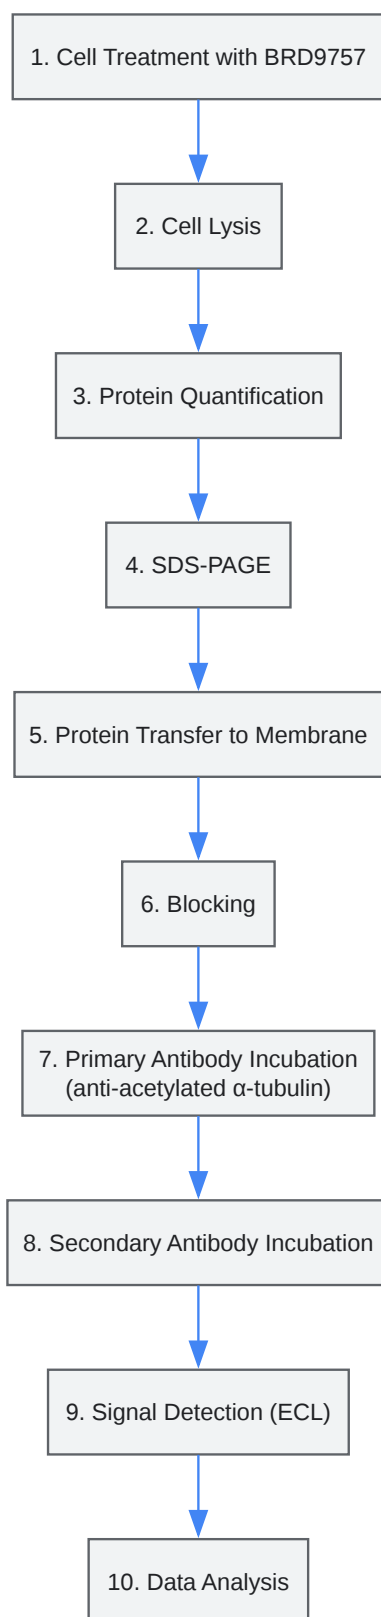 1. Cell Treatment with BRD9757
2. Cell Lysis
3. Protein Quantification
4. SDS-PAGE
5. Protein Transfer to Membrane
6. Blocking
7. Primary Antibody Incubation
(anti-acetylated α-tubulin)
8. Secondary Antibody Incubation
9. Signal Detection (ECL)
10. Data Analysis